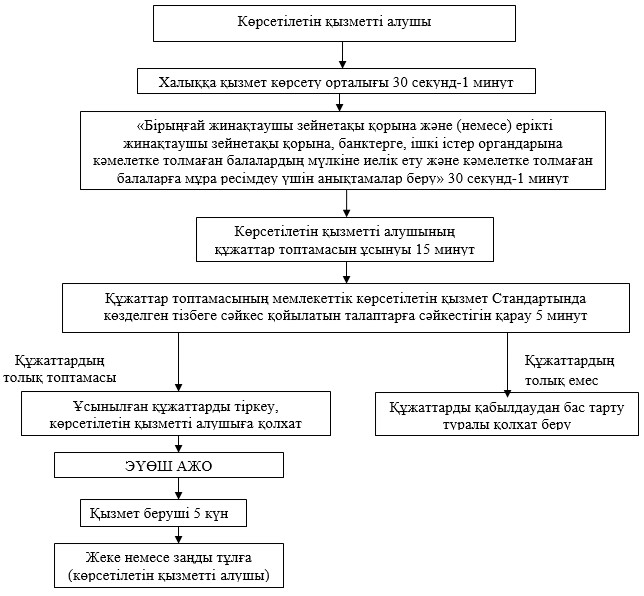 Көрсетілетін қызметті алушы
Халыққа қызмет көрсету орталығы 30 секунд-1 минут
«Бірыңғай жинақтаушы зейнетақы қорына және (немесе) ерікті
жинақтаушы зейнетақы қорына, банктерге, ішкі істер органдарына
кәмелетке толмаған балалардың мүлкіне иелік ету және кәмелетке толмаған
балаларға мұра ресімдеу үшін анықтамалар беру» 30 секунд-1 минут
Көрсетілетін қызметті алушының
құжаттар топтамасын ұсынуы 15 минут
Құжаттар топтамасының мемлекеттік көрсетілетін қызмет Стандартында
көзделген тізбеге сәйкес қойылатын талаптарға сәйкестігін қарау 5 минут
Құжаттардың
толық топтамасы
Құжаттардың
толық емес
Ұсынылған құжаттарды тіркеу,
көрсетілетін қызметті алушыға қолхат
Құжаттарды қабылдаудан бас тарту
туралы қолхат беру
ЭҮӨШ АЖО
Қызмет беруші 5 күн
Жеке немесе заңды тұлға
(көрсетілетін қызметті алушы)